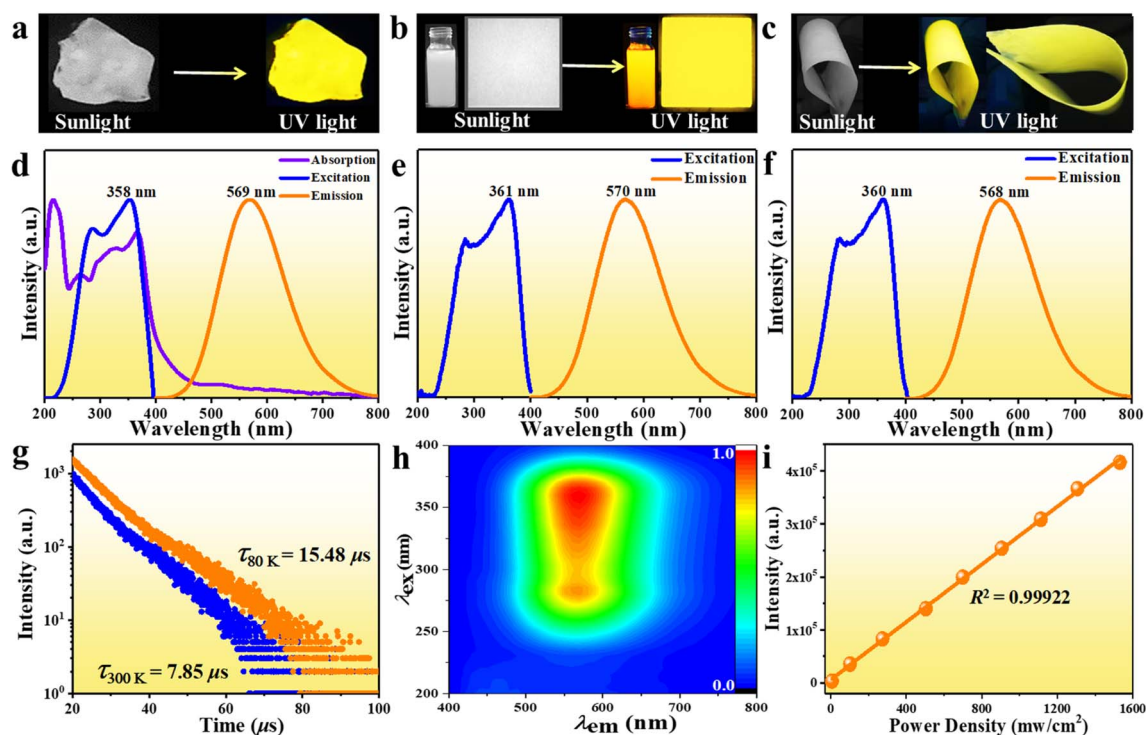 a
Sunlight
UV light
b
Sunlight
UV light
c
Sunlight
UV light
d
Absorption
Excitation
Emission
358 nm
569 nm
Intensity (a.u.)
200 300 400 500 600 700 800
Wavelength (nm)
e
Excitation
Emission
361 nm
570 nm
Intensity (a.u.)
200 300 400 500 600 700 800
Wavelength (nm)
f
Excitation
Emission
360 nm
568 nm
Intensity (a.u.)
200 300 400 500 600 700 800
Wavelength (nm)
g
10³
10²
10¹
10⁰
Intensity (a.u.)
τ80 K = 15.48 μs
τ300 K = 7.85 μs
20 40 60 80 100
Time (μs)
h
400
350
300
250
200
λex (nm)
1.0
0.0
400 500 600 700 800
λem (nm)
i
4x10⁵
3x10⁵
2x10⁵
1x10⁵
0
Intensity (a.u.)
R² = 0.99922
0 400 800 1200 1600
Power Density (mw/cm²)